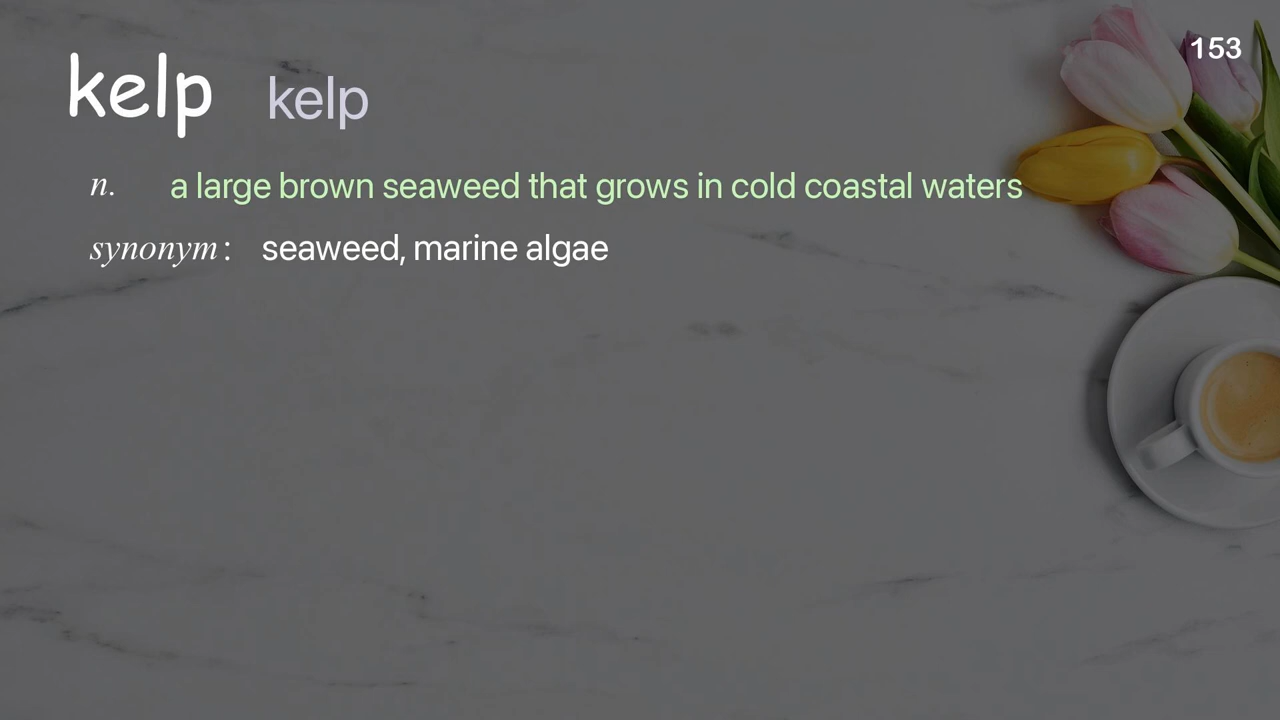 153
kelp kelp
n. a large brown seaweed that grows in cold coastal waters
synonym: seaweed, marine algae